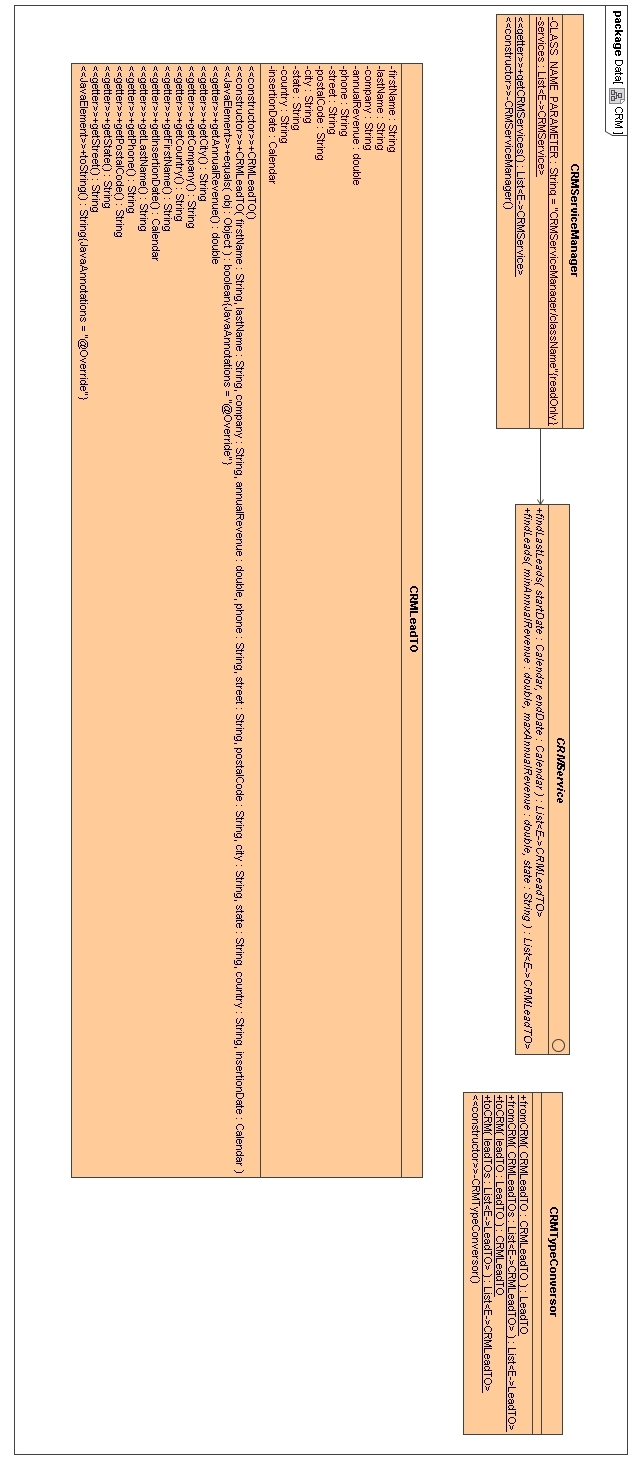 package Data[ CRM ]
CRMServiceManager
-CLASS_NAME_PARAMETER : String = "CRMServiceManager/className"{readOnly}
-services : List<E->CRMService>
<<getter>>+getCRMServices() : List<E->CRMService>
<<constructor>>-CRMServiceManager()
CRMService
+findLastLeads( startDate : Calendar, endDate : Calendar ) : List<E->CRMLeadTO>
+findLeads( minAnnualRevenue : double, maxAnnualRevenue : double, state : String ) : List<E->CRMLeadTO>
CRMTypeConversor
+fromCRM( CRMLeadTO : CRMLeadTO ) : LeadTO
+fromCRM( CRMLeadTOs : List<E->CRMLeadTO> ) : List<E->LeadTO>
+toCRM( leadTO : LeadTO ) : CRMLeadTO
+toCRM( leadTOs : List<E->LeadTO> ) : List<E->CRMLeadTO>
<<constructor>>-CRMTypeConversor()
CRMLeadTO
-firstName : String
-lastName : String
-company : String
-annualRevenue : double
-phone : String
-street : String
-postalCode : String
-city : String
-state : String
-country : String
-insertionDate : Calendar
<<constructor>>+CRMLeadTO()
<<constructor>>+CRMLeadTO( firstName : String, lastName : String, company : String, annualRevenue : double, phone : String, street : String, postalCode : String, city : String, state : String, country : String, insertionDate : Calendar )
<<JavaElement>>+equals( obj : Object ) : boolean{JavaAnnotations = "@Override"}
<<getter>>+getAnnualRevenue() : double
<<getter>>+getCity() : String
<<getter>>+getCompany() : String
<<getter>>+getCountry() : String
<<getter>>+getFirstName() : String
<<getter>>+getInsertionDate() : Calendar
<<getter>>+getLastName() : String
<<getter>>+getPhone() : String
<<getter>>+getPostalCode() : String
<<getter>>+getState() : String
<<getter>>+getStreet() : String
<<JavaElement>>+toString() : String{JavaAnnotations = "@Override"}